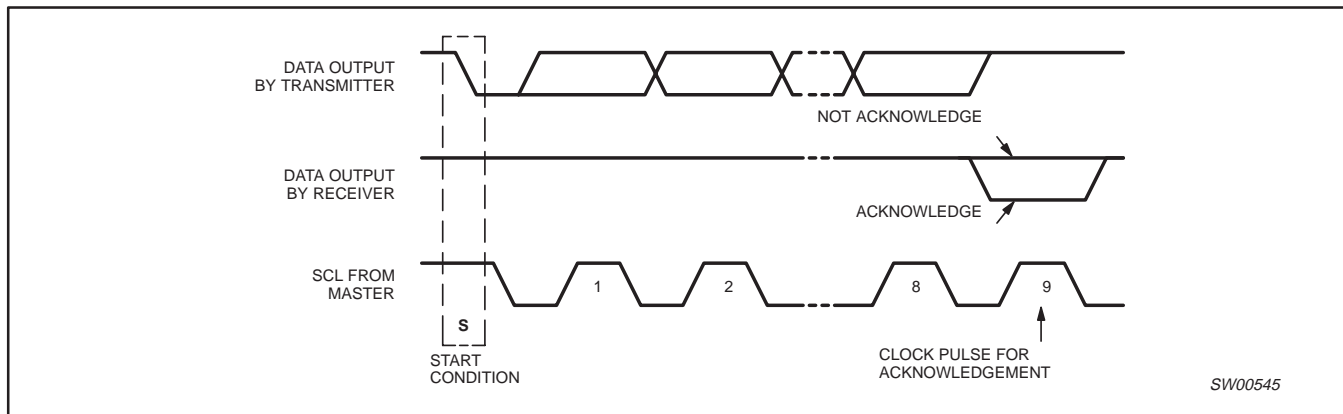 DATA OUTPUT
BY TRANSMITTER
NOT ACKNOWLEDGE
DATA OUTPUT
BY RECEIVER
ACKNOWLEDGE
SCL FROM
MASTER
1
2
8
9
S
START
CONDITION
CLOCK PULSE FOR
ACKNOWLEDGEMENT
SW00545